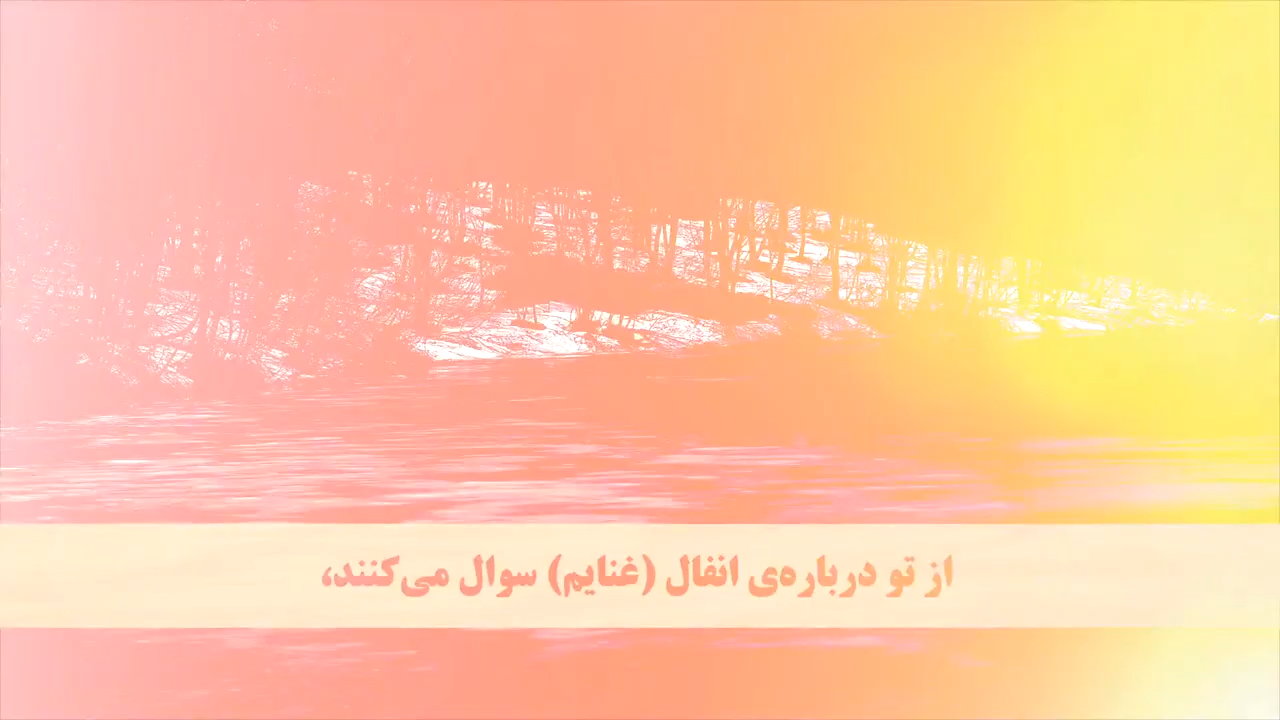 از تو درباره‌ی انفال (غنایم) سوال می‌کنند،